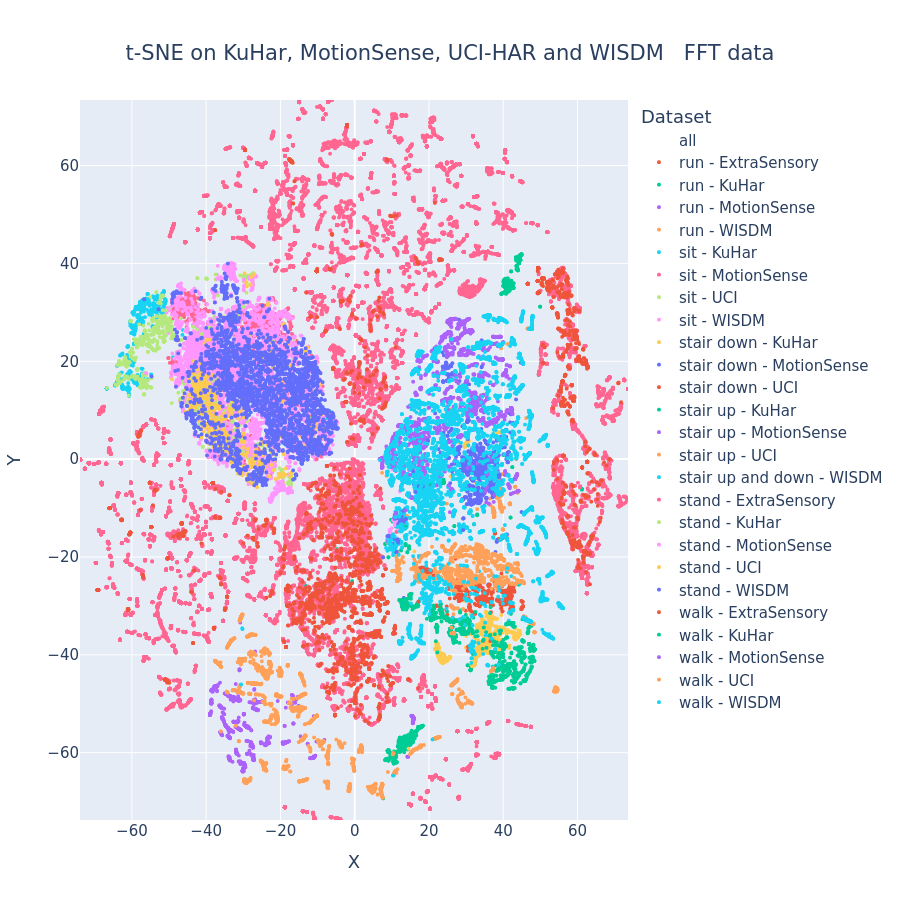 t-SNE on KuHar, MotionSense, UCI-HAR and WISDM   FFT data
Dataset
all
run - ExtraSensory
run - KuHar
run - MotionSense
run - WISDM
sit - KuHar
sit - MotionSense
sit - UCI
sit - WISDM
stair down - KuHar
stair down - MotionSense
stair down - UCI
stair up - KuHar
stair up - MotionSense
stair up - UCI
stair up and down - WISDM
stand - ExtraSensory
stand - KuHar
stand - MotionSense
stand - UCI
stand - WISDM
walk - ExtraSensory
walk - KuHar
walk - MotionSense
walk - UCI
walk - WISDM
60
40
20
0
−20
−40
−60
Y
−60 −40 −20 0 20 40 60
X